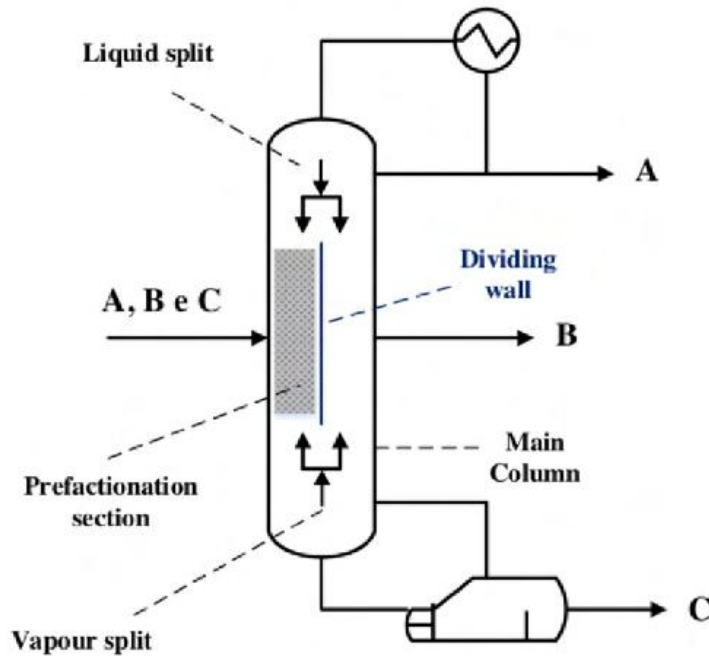 Liquid split
A
Dividing
wall
A, B e C
B
Main
Column
Prefactionation
section
C
Vapour split